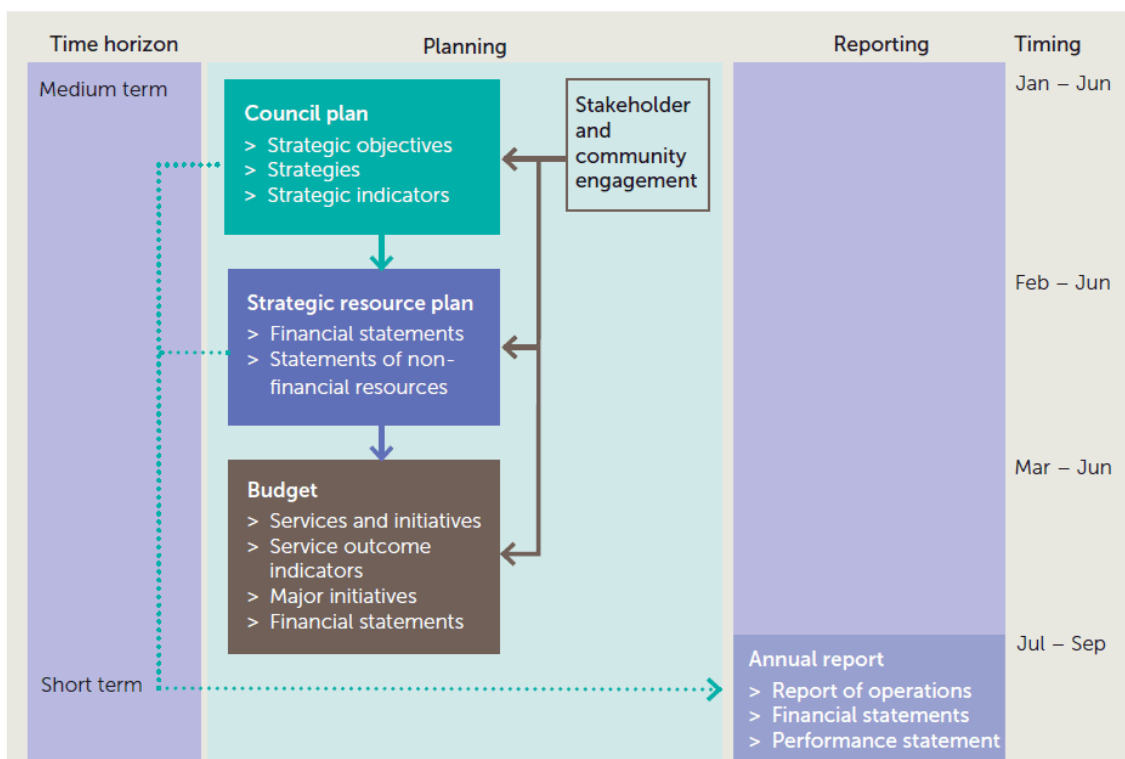 Time horizon
Planning
Reporting
Timing
Medium term
Jan – Jun
Council plan
> Strategic objectives
> Strategies
> Strategic indicators
Stakeholder
and
community
engagement
Strategic resource plan
> Financial statements
> Statements of non-
financial resources
Feb – Jun
Budget
> Services and initiatives
> Service outcome
indicators
> Major initiatives
> Financial statements
Mar – Jun
Short term
Annual report
> Report of operations
> Financial statements
> Performance statement
Jul – Sep